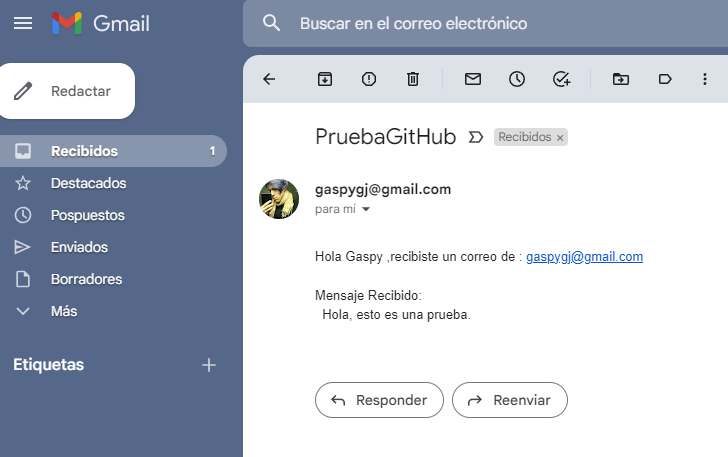 Gmail
Buscar en el correo electrónico
Redactar
Recibidos 1
Destacados
Pospuestos
Enviados
Borradores
Más
Etiquetas
PruebaGitHub Recibidos ×
gaspygj@gmail.com
para mí
Hola Gaspy ,recibiste un correo de : gaspygj@gmail.com
Mensaje Recibido:
Hola, esto es una prueba.
Responder
Reenviar